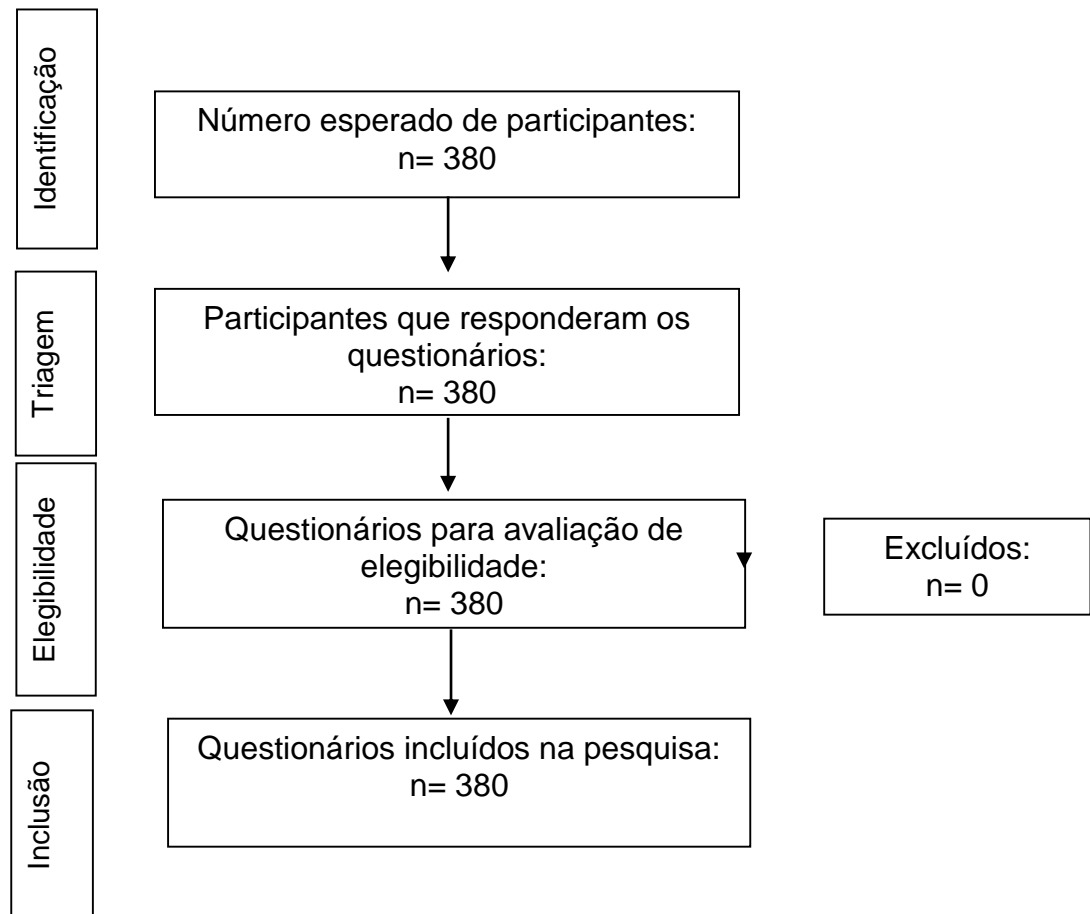 Identificação
Número esperado de participantes:
n= 380
Triagem
Participantes que responderam os
questionários:
n= 380
Elegibilidade
Questionários para avaliação de
elegibilidade:
n= 380
Excluídos:
n= 0
Inclusão
Questionários incluídos na pesquisa:
n= 380